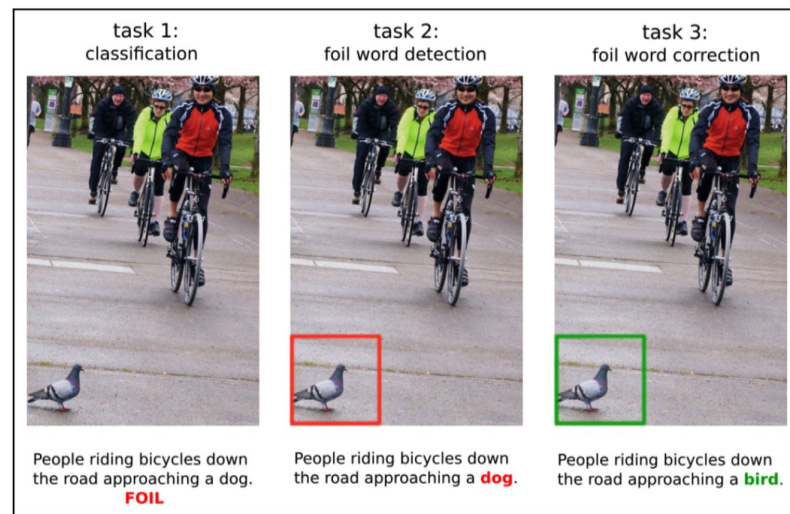 task 1:
classification
People riding bicycles down
the road approaching a dog.
FOIL
task 2:
foil word detection
People riding bicycles down
the road approaching a dog.
task 3:
foil word correction
People riding bicycles down
the road approaching a bird.